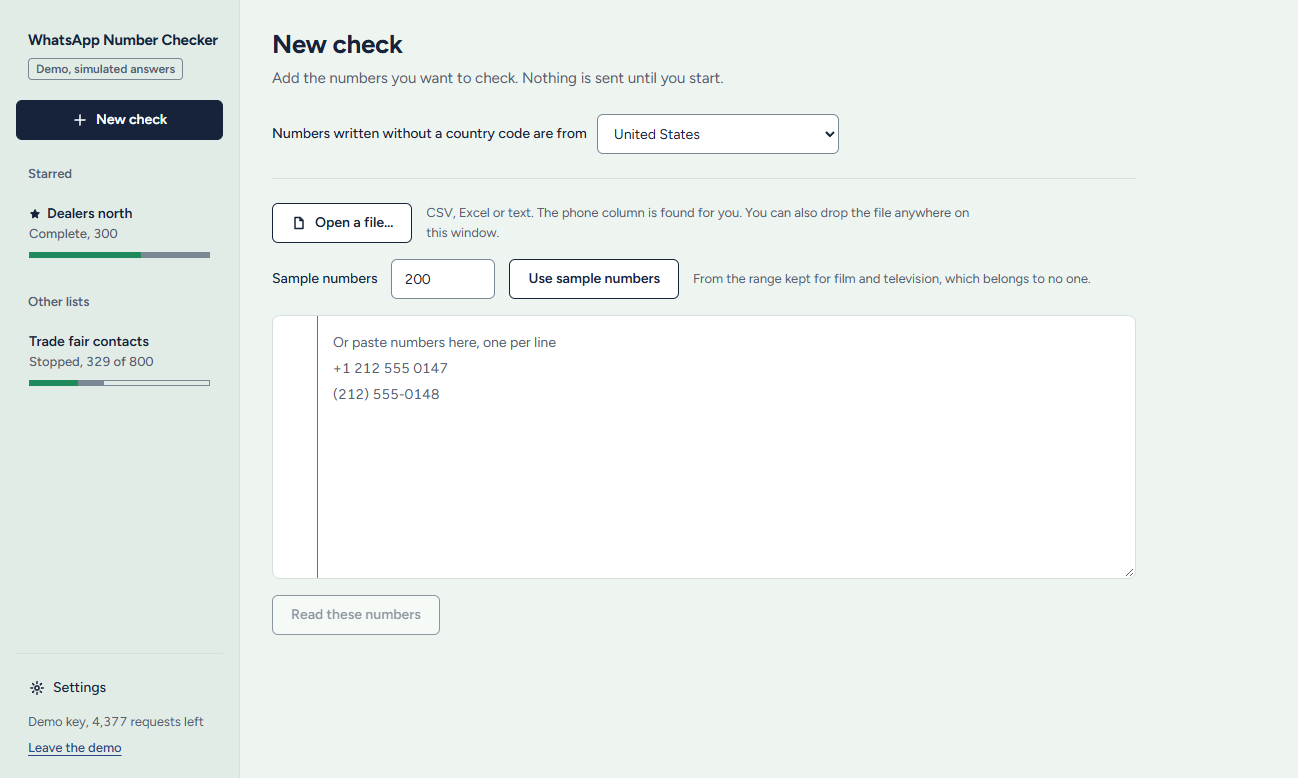 WhatsApp Number Checker
Demo, simulated answers
New check
Starred
Dealers north
Complete, 300
Other lists
Trade fair contacts
Stopped, 329 of 800
Settings
Demo key, 4,377 requests left
Leave the demo
New check
Add the numbers you want to check. Nothing is sent until you start.
Numbers written without a country code are from
United States
Open a file...
CSV, Excel or text. The phone column is found for you. You can also drop the file anywhere on
this window.
Sample numbers
200
Use sample numbers
From the range kept for film and television, which belongs to no one.
Or paste numbers here, one per line
+1 212 555 0147
(212) 555-0148
Read these numbers